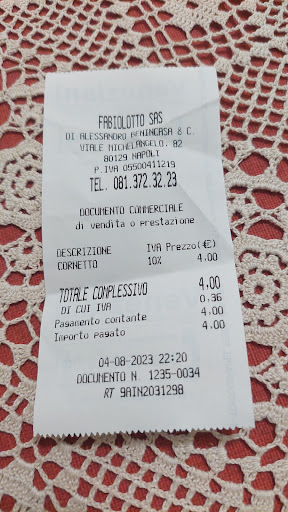 FABIOLOTTO SAS
DI ALESSANDRO BENINCASA & C.
VIALE MICHELANGELO, 82
80129 NAPOLI
P.IVA 05500411219
TEL. 081.372.32.23
DOCUMENTO COMMERCIALE
di vendita o prestazione
DESCRIZIONE IVA Prezzo(€)
CORNETTO 10% 4,00
TOTALE COMPLESSIVO 4,00
DI CUI IVA 0,36
Pagamento contante 4,00
Importo pagato 4,00
04-08-2023 22:20
DOCUMENTO N 1235-0034
RT 9AIN2031298